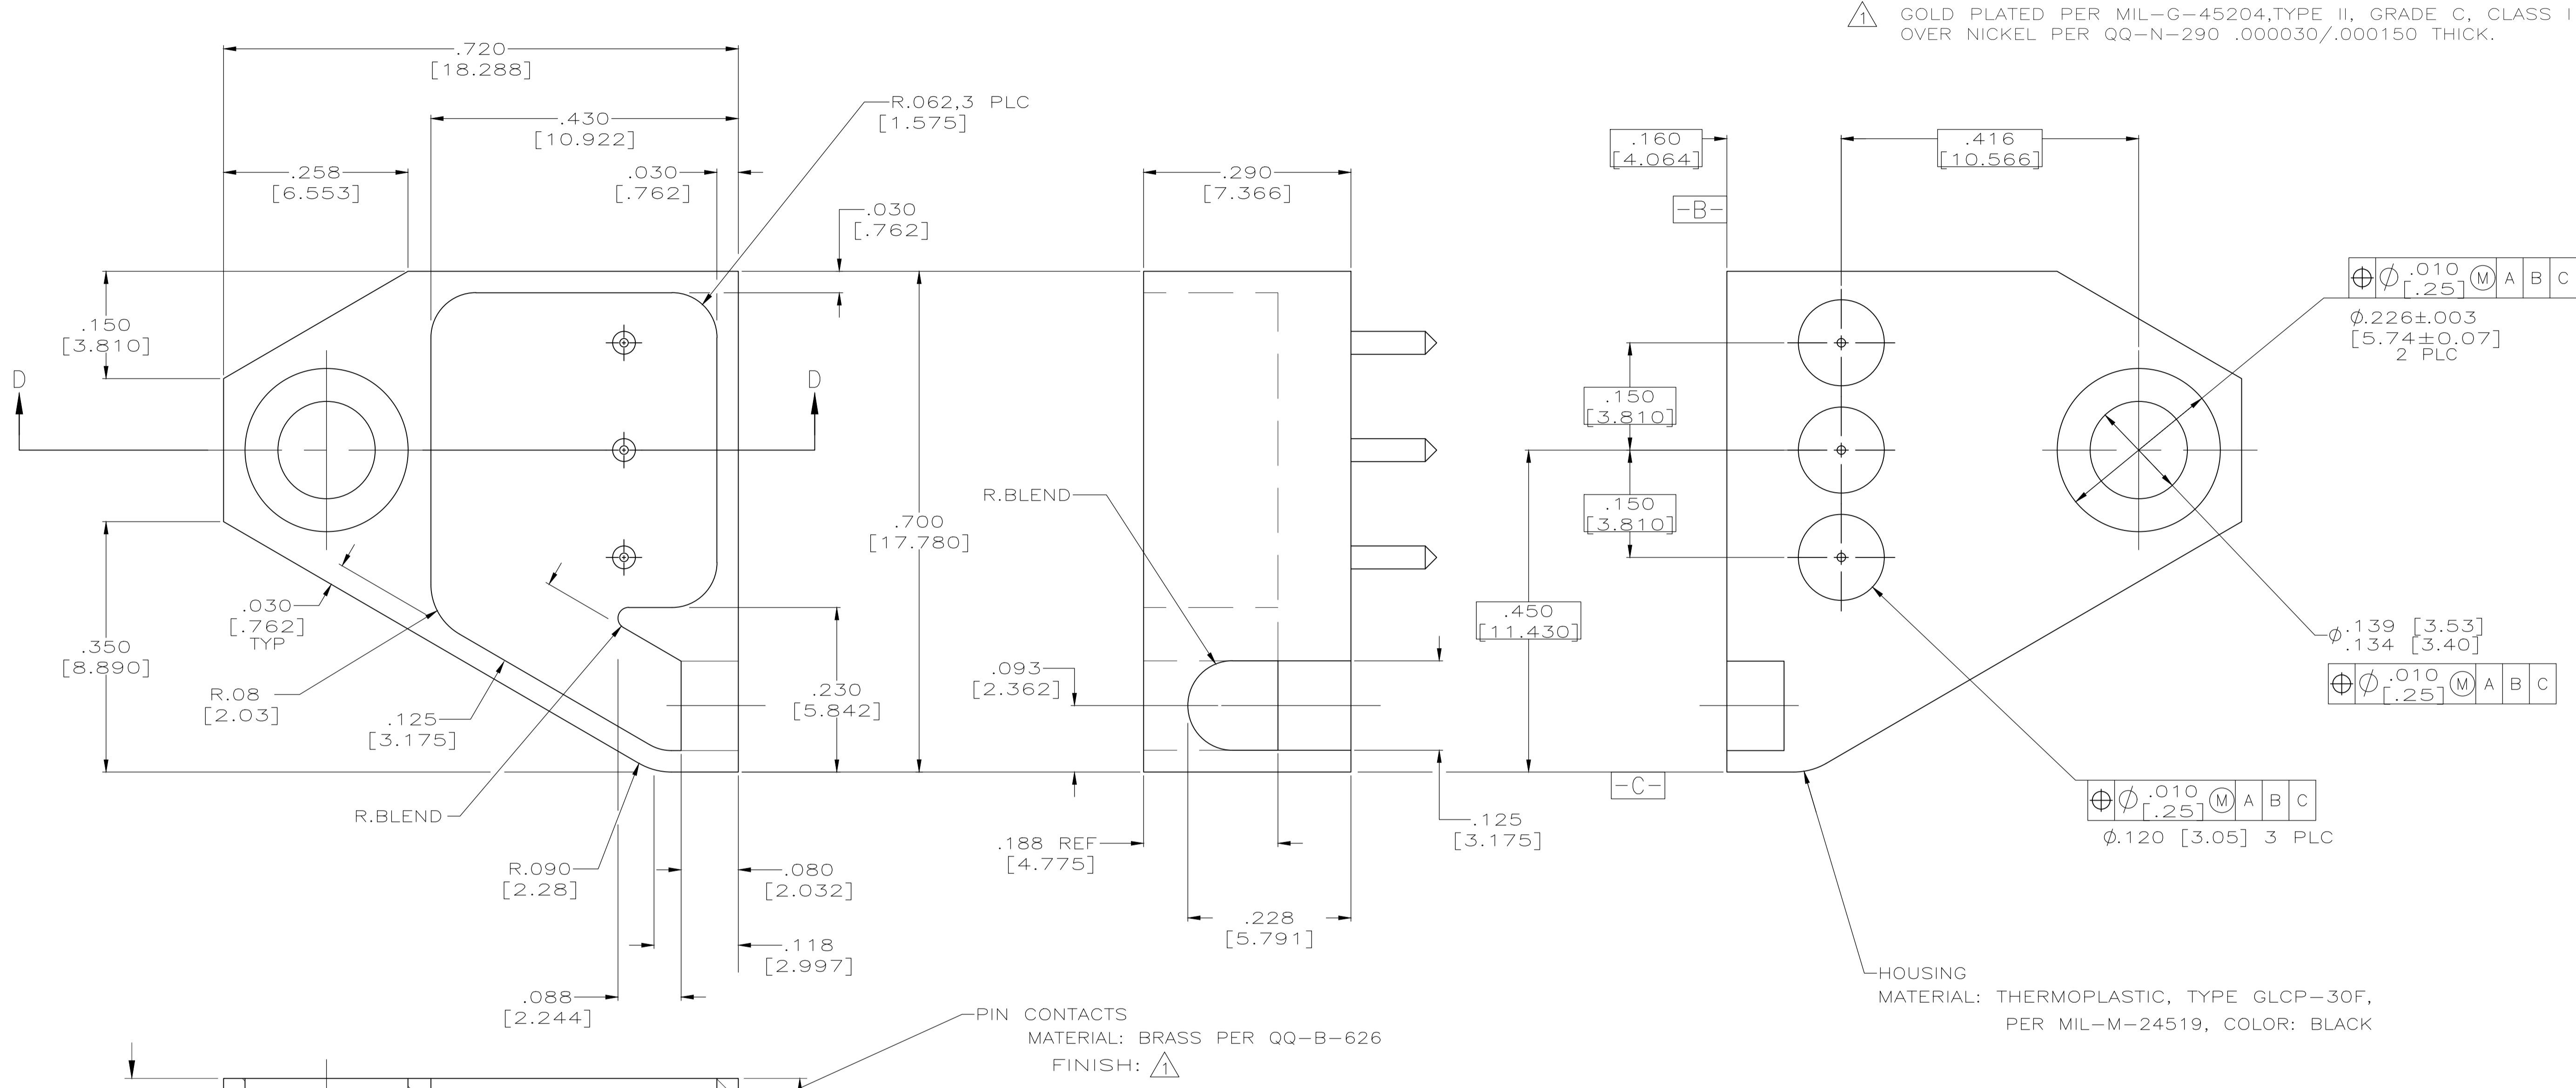 1 GOLD PLATED PER MIL-G-45204,TYPE II, GRADE C, CLASS I
OVER NICKEL PER QQ-N-290 .000030/.000150 THICK.
.720
[18.288]
.430
[10.922]
R.062,3 PLC
[1.575]
.258
[6.553]
.030
[.762]
.030
[.762]
.150
[3.810]
D
D
.350
[8.890]
.030
[.762]
TYP
R.08
[2.03]
.125
[3.175]
R.BLEND
R.090
[2.28]
.230
[5.842]
.700
[17.780]
.080
[2.032]
.118
[2.997]
.088
[2.244]
PIN CONTACTS
MATERIAL: BRASS PER QQ-B-626
FINISH: 1
.290
[7.366]
R.BLEND
.093
[2.362]
.188 REF
[4.775]
.228
[5.791]
.125
[3.175]
.160
[4.064]
.416
[10.566]
-B-
.150
[3.810]
.150
[3.810]
.450
[11.430]
-C-
⌖ ∅ .010 Ⓜ A B C
[.25]
∅.226±.003
[5.74±0.07]
2 PLC
∅.139 [3.53]
.134 [3.40]
⌖ ∅ .010 Ⓜ A B C
[.25]
⌖ ∅ .010 Ⓜ A B C
[.25]
∅.120 [3.05] 3 PLC
HOUSING
MATERIAL: THERMOPLASTIC, TYPE GLCP-30F,
PER MIL-M-24519, COLOR: BLACK